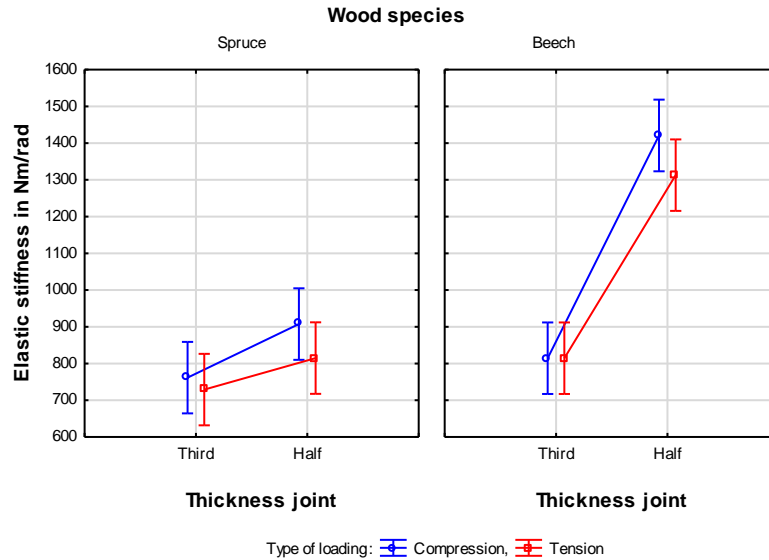 Wood species
Spruce Beech
1600
1500
1400
1300
1200
1100
1000
900
800
700
600
Elastic stiffness in Nm/rad
Third Half Third Half
Thickness joint Thickness joint
Type of loading: Compression, Tension